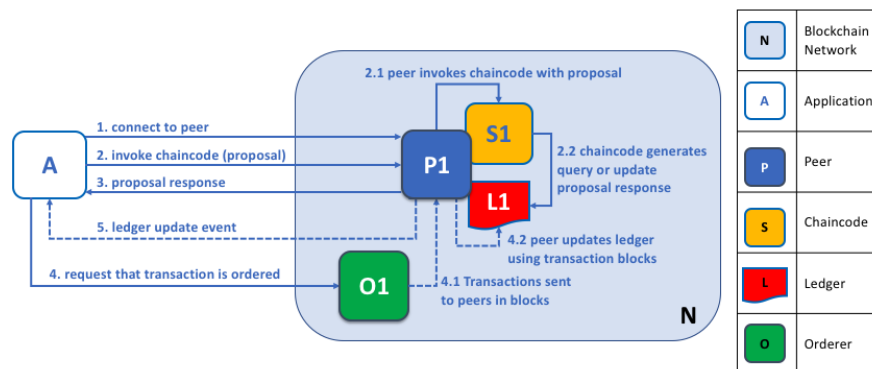 2.1 peer invokes chaincode with proposal
1. connect to peer
A
2. invoke chaincode (proposal)
3. proposal response
P1
S1
2.2 chaincode generates
query or update
proposal response
L1
5. ledger update event
4.2 peer updates ledger
using transaction blocks
4. request that transaction is ordered
O1
4.1 Transactions sent
to peers in blocks
N
N
Blockchain
Network
A
Application
P
Peer
S
Chaincode
L
Ledger
O
Orderer